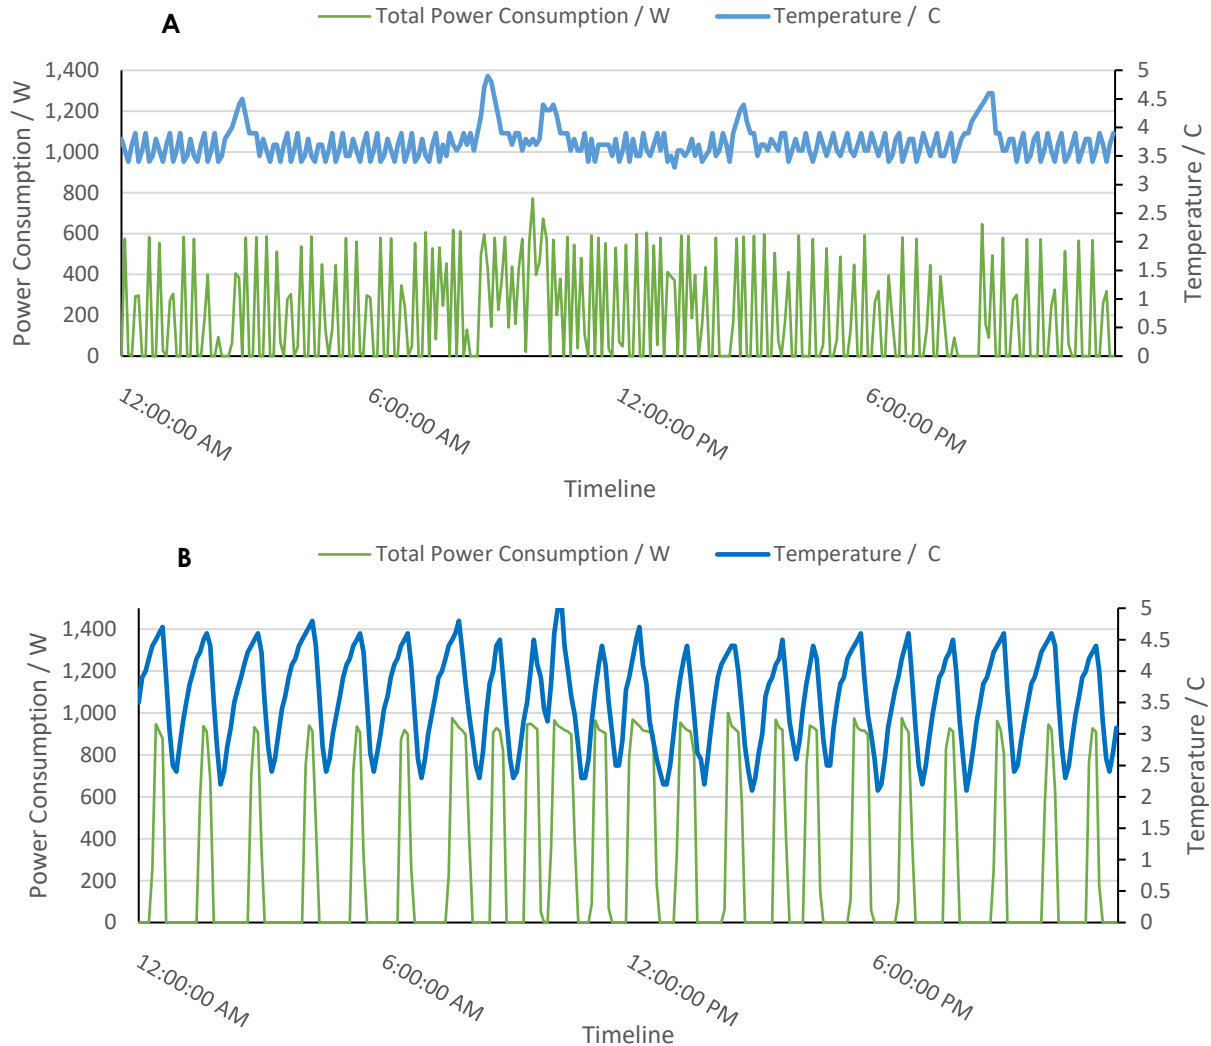 A
Total Power Consumption / W
Temperature / C
1,400
1,200
1,000
800
600
400
200
0
Power Consumption / W
5
4.5
4
3.5
3
2.5
2
1.5
1
0.5
0
Temperature / C
12:00:00 AM
6:00:00 AM
12:00:00 PM
6:00:00 PM
Timeline
B
Total Power Consumption / W
Temperature / C
1,400
1,200
1,000
800
600
400
200
0
Power Consumption / W
5
4.5
4
3.5
3
2.5
2
1.5
1
0.5
0
Temperature / C
12:00:00 AM
6:00:00 AM
12:00:00 PM
6:00:00 PM
Timeline